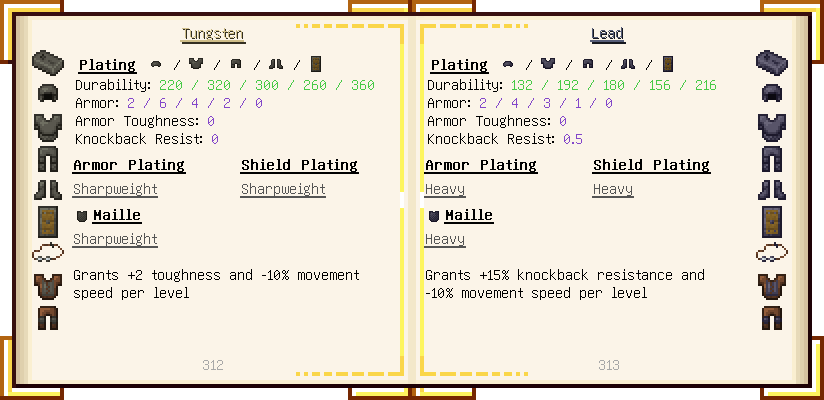 Tungsten
Plating / / / /
Durability: 220 / 320 / 300 / 260 / 360
Armor: 2 / 6 / 4 / 2 / 0
Armor Toughness: 0
Knockback Resist: 0
Armor Plating Shield Plating
Sharpweight Sharpweight
Maille
Sharpweight
Grants +2 toughness and -10% movement
speed per level
312
Lead
Plating / / / /
Durability: 132 / 192 / 180 / 156 / 216
Armor: 2 / 4 / 3 / 1 / 0
Armor Toughness: 0
Knockback Resist: 0.5
Armor Plating Shield Plating
Heavy Heavy
Maille
Heavy
Grants +15% knockback resistance and
-10% movement speed per level
313